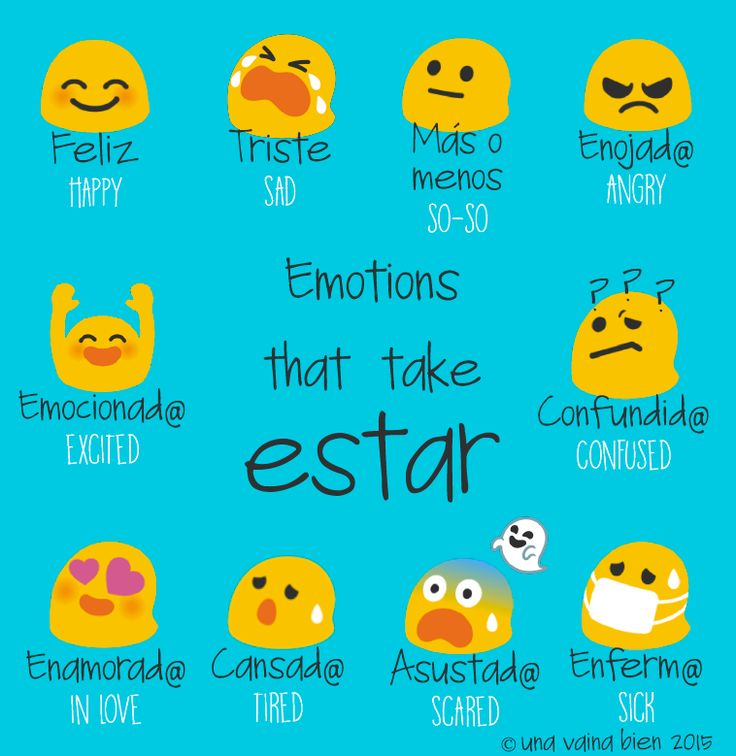 Feliz
HAPPY
Triste
SAD
Más o
menos
SO-SO
Enojad@
ANGRY
Emotions
that take
estar
Emocionad@
EXCITED
? ? ?
Confundid@
CONFUSED
Enamorad@
IN LOVE
Cansad@
TIRED
Asustad@
SCARED
Enferm@
SICK
© una vaina bien 2015